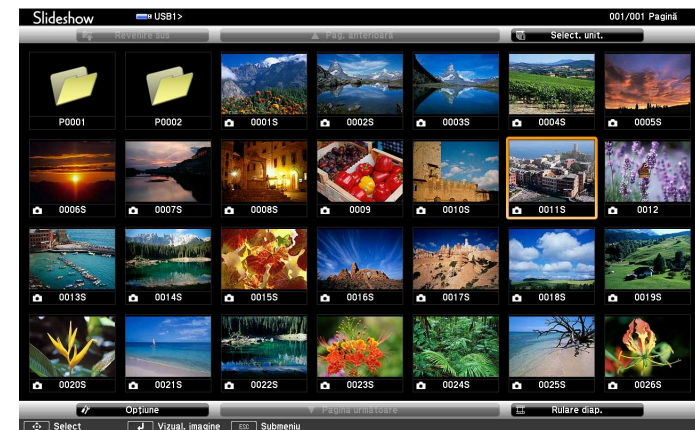 Slideshow USB1> 001/001 Pagină
Revenire sus Pag. anterioară Select. unit.
P0001 P0002 0001S 0002S 0003S 0004S 0005S
0006S 0007S 0008S 0009 0010S 0011S 0012
0013S 0014S 0015S 0016S 0017S 0018S 0019S
0020S 0021S 0022S 0023S 0024S 0025S 0026S
Opţiune Pagina următoare Rulare diap.
Select Vizual. imagine ESC Submeniu